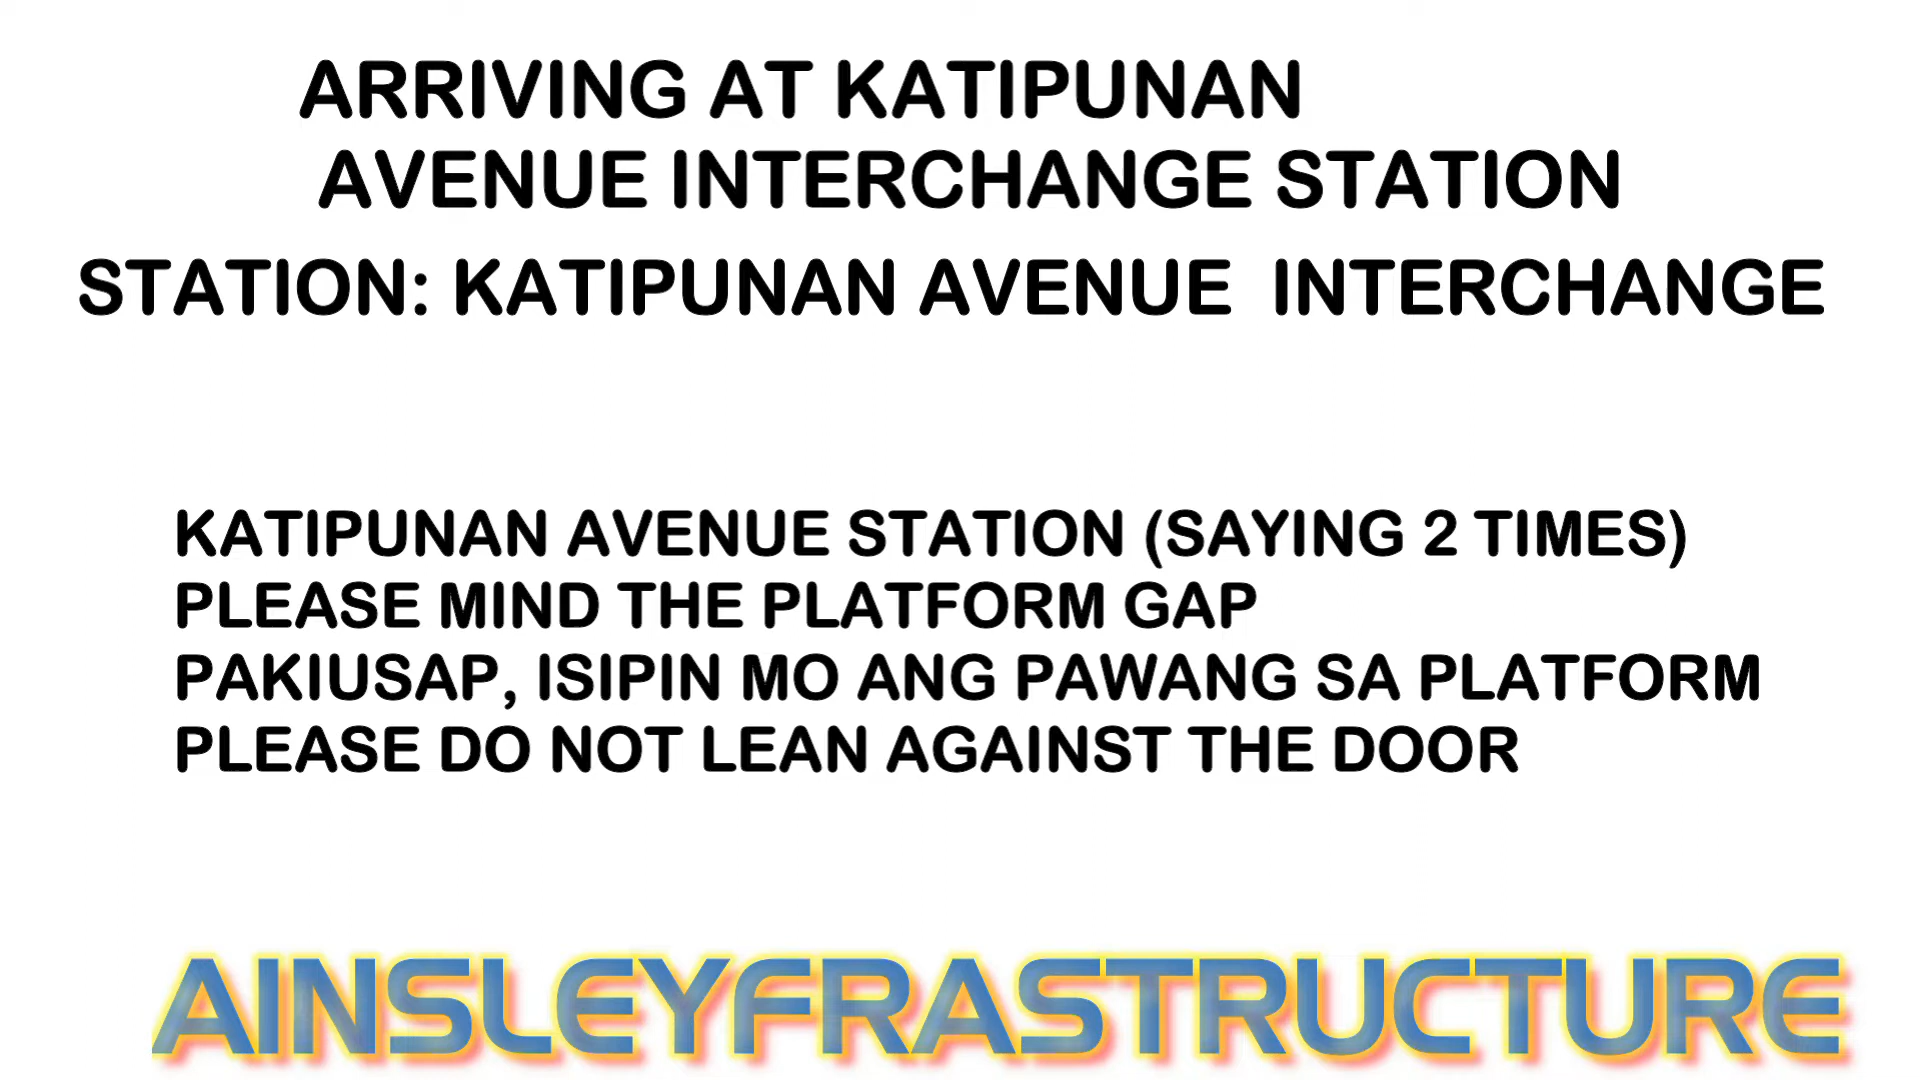 ARRIVING AT KATIPUNAN
AVENUE INTERCHANGE STATION
STATION: KATIPUNAN AVENUE INTERCHANGE
KATIPUNAN AVENUE STATION (SAYING 2 TIMES)
PLEASE MIND THE PLATFORM GAP
PAKIUSAP, ISIPIN MO ANG PAWANG SA PLATFORM
PLEASE DO NOT LEAN AGAINST THE DOOR
AINSLEYFRASTRUCTURE